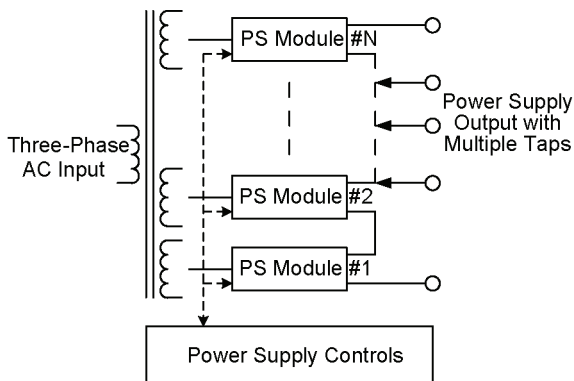 PS Module #N
Three-Phase
AC Input
Power Supply
Output with
Multiple Taps
PS Module #2
PS Module #1
Power Supply Controls